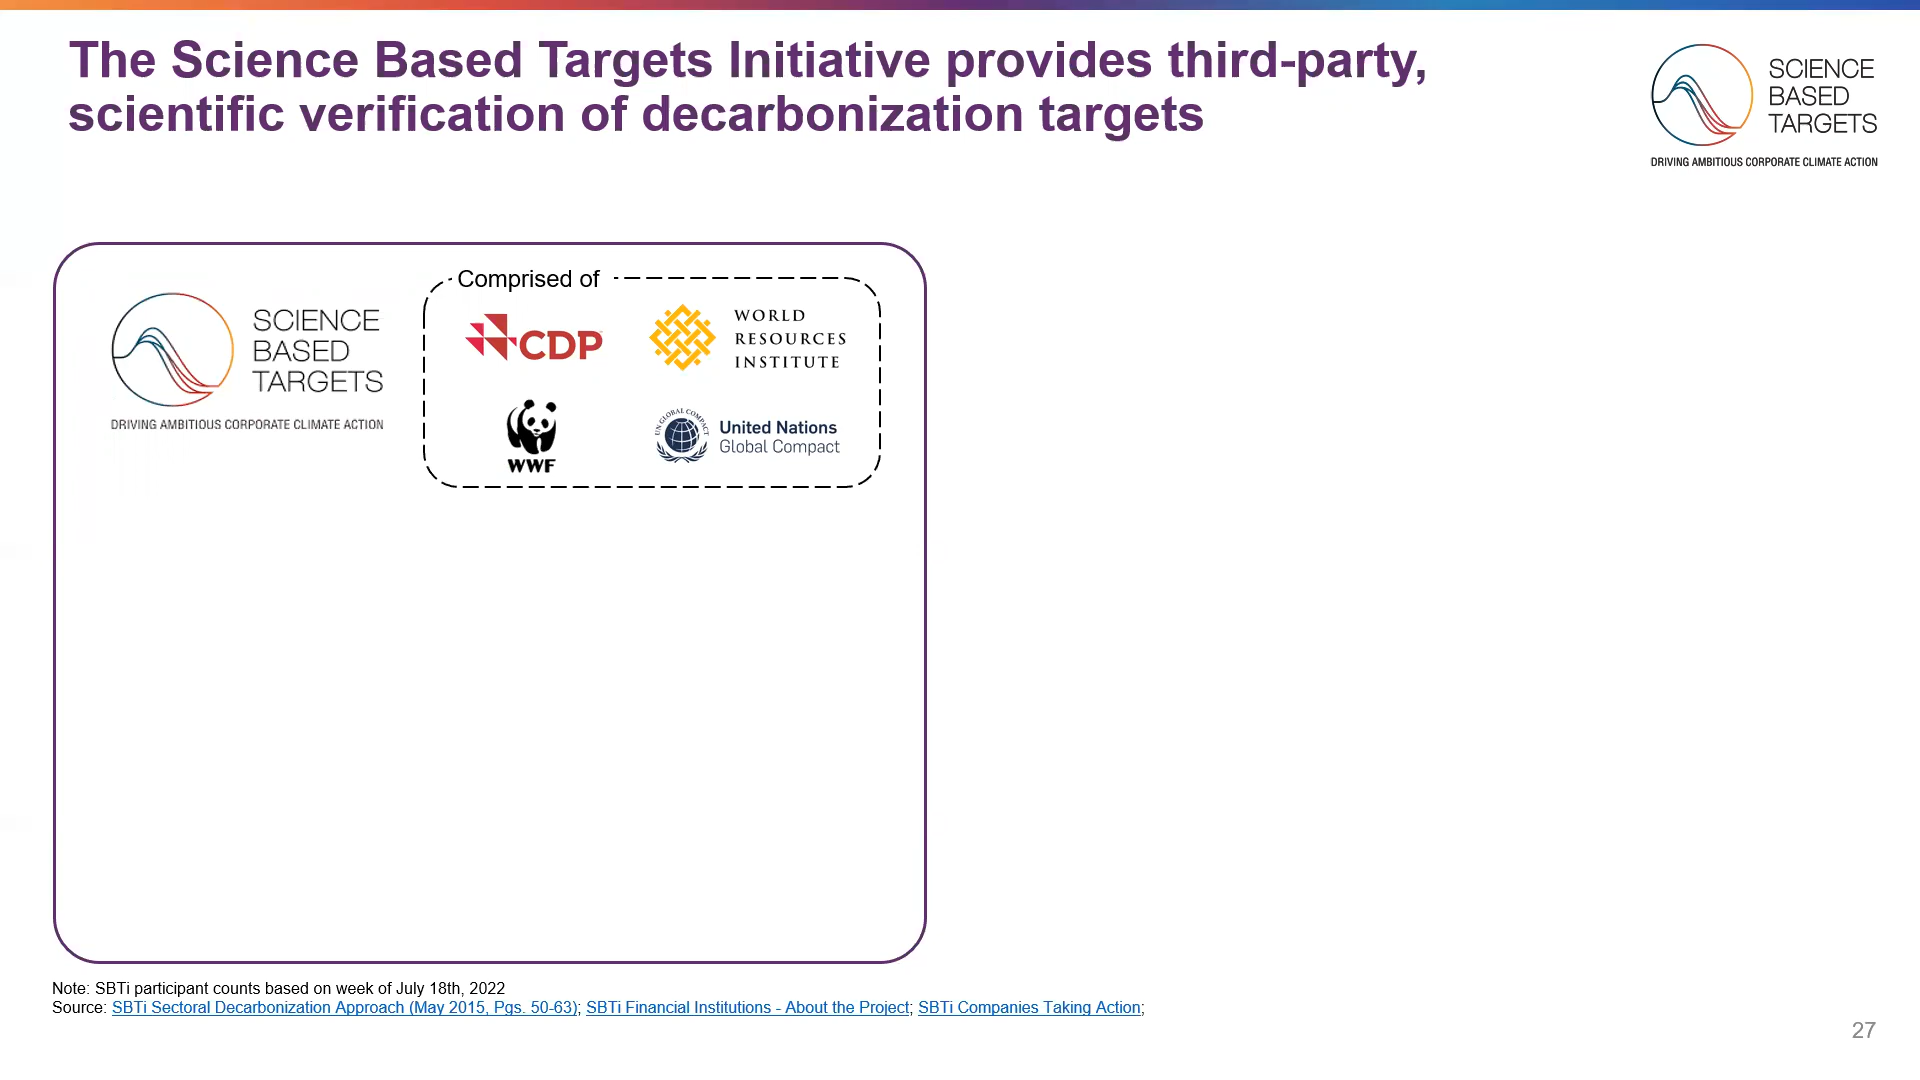 The Science Based Targets Initiative provides third-party,
scientific verification of decarbonization targets
SCIENCE
BASED
TARGETS
DRIVING AMBITIOUS CORPORATE CLIMATE ACTION
SCIENCE
BASED
TARGETS
DRIVING AMBITIOUS CORPORATE CLIMATE ACTION
Comprised of
CDP
WORLD
RESOURCES
INSTITUTE
WWF
UN GLOBAL COMPACT
United Nations
Global Compact
Note: SBTi participant counts based on week of July 18th, 2022
Source: SBTi Sectoral Decarbonization Approach (May 2015, Pgs. 50-63); SBTi Financial Institutions - About the Project; SBTi Companies Taking Action;
27